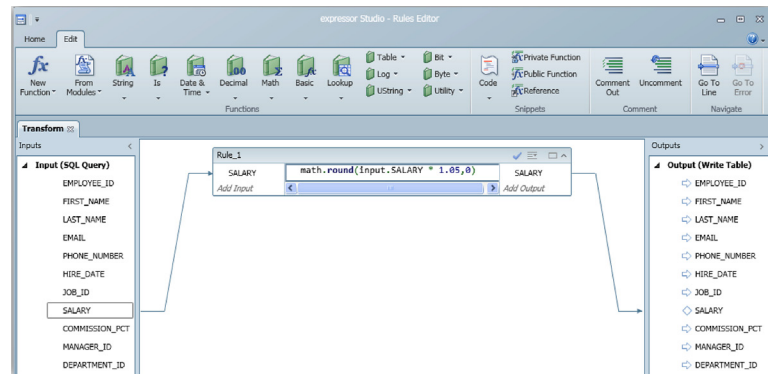 expressor Studio - Rules Editor
Home Edit
New Function
From Modules
String
Is
Date & Time
Decimal
Math
Basic
Lookup
Table
Log
UString
Bit
Byte
Utility
Functions
Code
Private Function
Public Function
Reference
Snippets
Comment Out
Uncomment
Comment
Go To Line
Go To Error
Navigate
Transform
Inputs
Input (SQL Query)
EMPLOYEE_ID
FIRST_NAME
LAST_NAME
EMAIL
PHONE_NUMBER
HIRE_DATE
JOB_ID
SALARY
COMMISSION_PCT
MANAGER_ID
DEPARTMENT_ID
Rule_1
SALARY math.round(input.SALARY * 1.05,0) SALARY
Add Input Add Output
Outputs
Output (Write Table)
EMPLOYEE_ID
FIRST_NAME
LAST_NAME
EMAIL
PHONE_NUMBER
HIRE_DATE
JOB_ID
SALARY
COMMISSION_PCT
MANAGER_ID
DEPARTMENT_ID